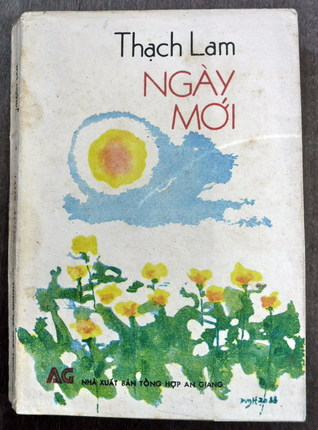 Thạch Lam
NGÀY
MỚI
AG NHÀ XUẤT BẢN TỔNG HỢP AN GIANG